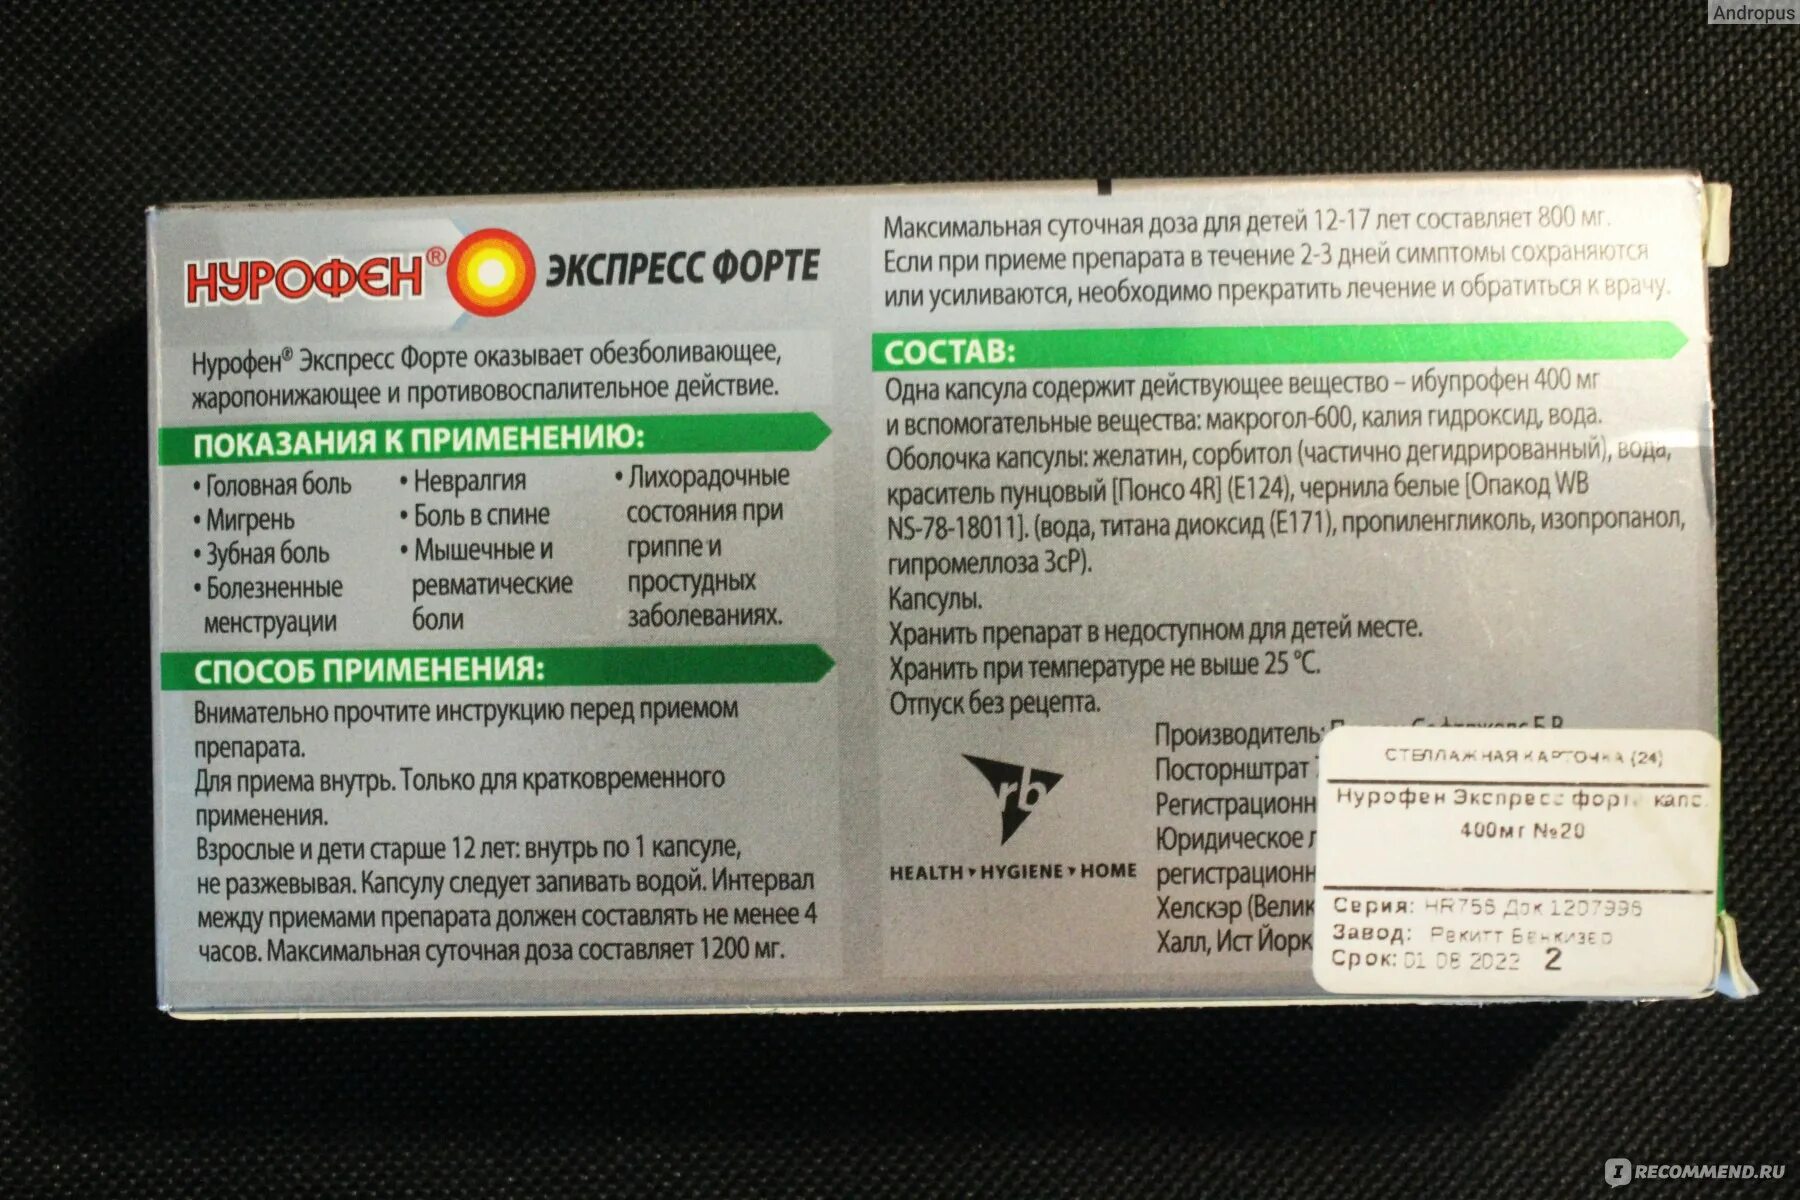 Andropus
НУРОФЕН® ЭКСПРЕСС ФОРТЕ
Нурофен® Экспресс Форте оказывает обезболивающее,
жаропонижающее и противовоспалительное действие.
ПОКАЗАНИЯ К ПРИМЕНЕНИЮ:
• Головная боль
• Мигрень
• Зубная боль
• Болезненные
менструации
• Невралгия
• Боль в спине
• Мышечные и
ревматические
боли
• Лихорадочные
состояния при
гриппе и
простудных
заболеваниях.
СПОСОБ ПРИМЕНЕНИЯ:
Внимательно прочтите инструкцию перед приемом
препарата.
Для приема внутрь. Только для кратковременного
применения.
Взрослые и дети старше 12 лет: внутрь по 1 капсуле,
не разжевывая. Капсулу следует запивать водой. Интервал
между приемами препарата должен составлять не менее 4
часов. Максимальная суточная доза составляет 1200 мг.
Максимальная суточная доза для детей 12-17 лет составляет 800 мг.
Если при приеме препарата в течение 2-3 дней симптомы сохраняются
или усиливаются, необходимо прекратить лечение и обратиться к врачу.
СОСТАВ:
Одна капсула содержит действующее вещество – ибупрофен 400 мг
и вспомогательные вещества: макрогол-600, калия гидроксид, вода.
Оболочка капсулы: желатин, сорбитол (частично дегидрированный), вода,
краситель пунцовый [Понсо 4R] (Е124), чернила белые [Опакод WB
NS-78-18011]. (вода, титана диоксид (Е171), пропиленгликоль, изопропанол,
гипромеллоза 3сР).
Капсулы.
Хранить препарат в недоступном для детей месте.
Хранить при температуре не выше 25 °С.
Отпуск без рецепта.
rb
HEALTH • HYGIENE • HOME
Производитель:
Посторнштрат
Регистрационн
Юридическое л
регистрационн
Хелскэр (Велик
Халл, Ист Йорк
СТЕЛЛАЖНАЯ КАРТОЧКА (24)
Нурофен Экспресс форте капс.
400мг №20
Серия: HR756 Док 1207996
Завод: Рекитт Бенкизер
Срок: 01 08 2022 2
IRECOMMEND.RU